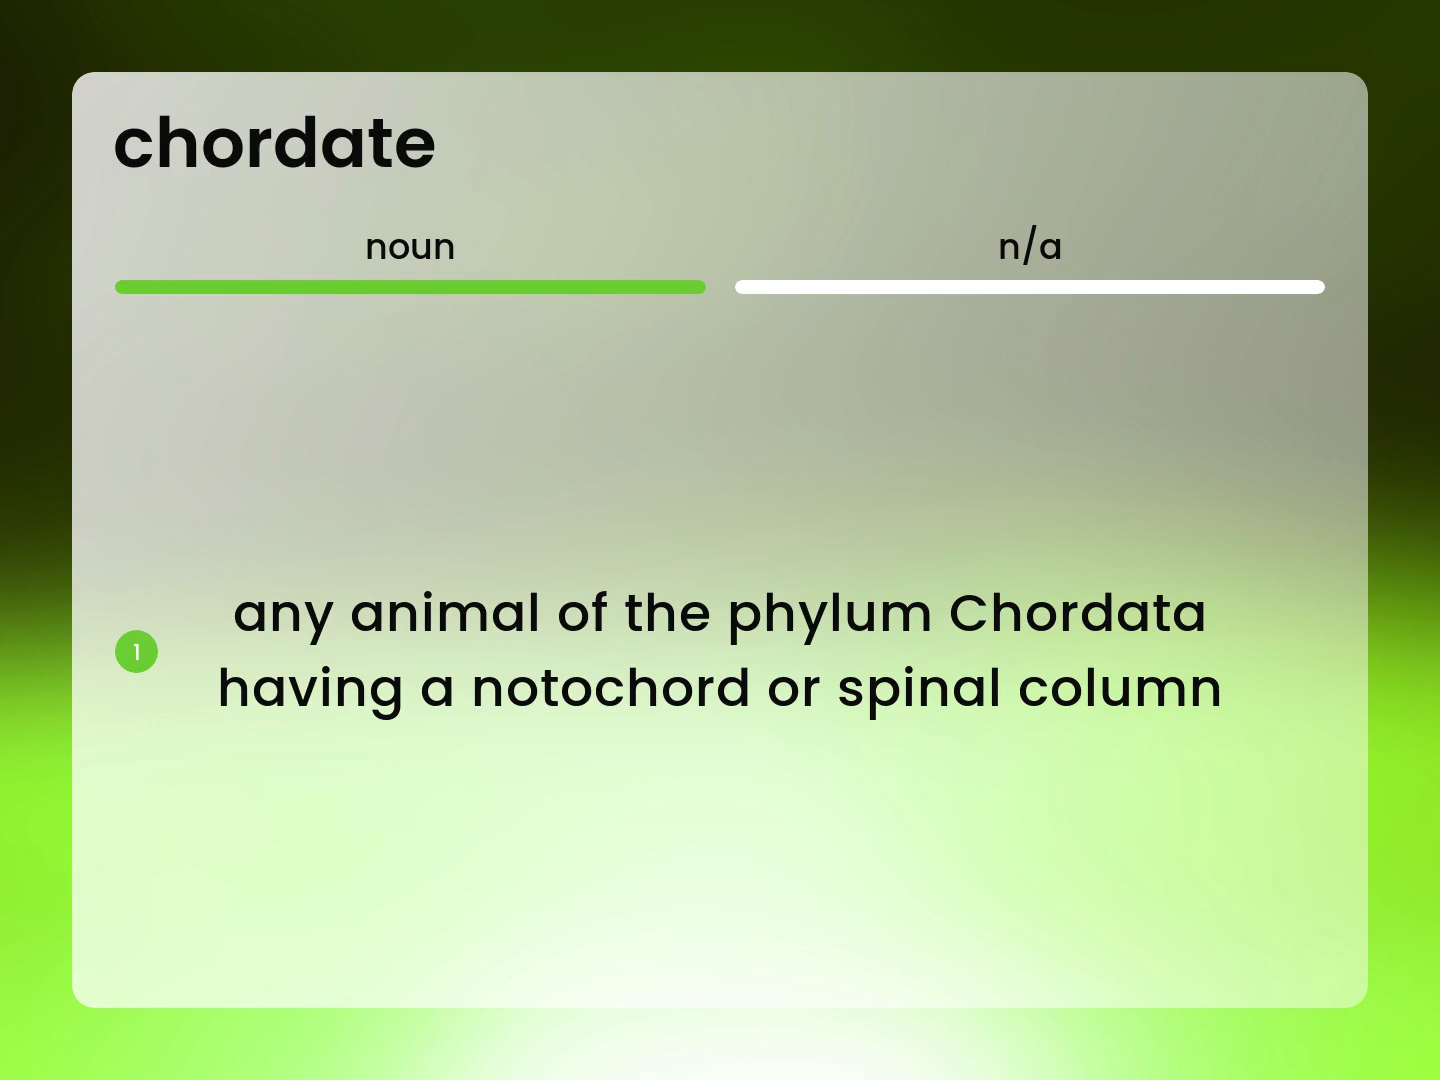 chordate
noun
n/a
any animal of the phylum Chordata
1
having a notochord or spinal column